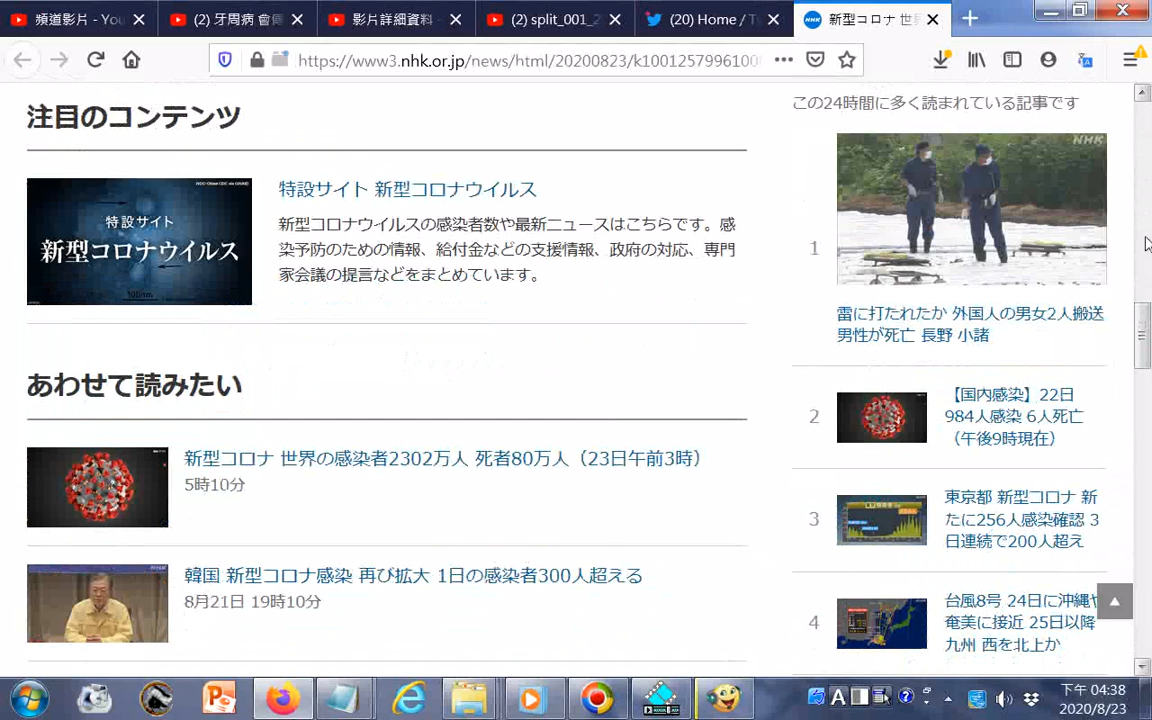 頻道影片 - You
(2) 牙周病 會傳
影片詳細資料 -
(2) split_001_2
(20) Home / Tw
新型コロナ 世界
https://www3.nhk.or.jp/news/html/20200823/k1001257996100
注目のコンテンツ
特設サイト
新型コロナウイルス
100nm
特設サイト 新型コロナウイルス
新型コロナウイルスの感染者数や最新ニュースはこちらです。感
染予防のための情報、給付金などの支援情報、政府の対応、専門
家会議の提言などをまとめています。
あわせて読みたい
新型コロナ 世界の感染者2302万人 死者80万人（23日午前3時）
5時10分
韓国 新型コロナ感染 再び拡大 1日の感染者300人超える
8月21日 19時10分
この24時間に多く読まれている記事です
NHK
1
雷に打たれたか 外国人の男女2人搬送
男性が死亡 長野 小諸
2
【国内感染】22日
984人感染 6人死亡
（午後9時現在）
3
東京都 新型コロナ 新
たに256人感染確認 3
日連続で200人超え
4
台風8号 24日に沖縄や
奄美に接近 25日以降
九州 西を北上か
A
下午 04:38
2020/8/23